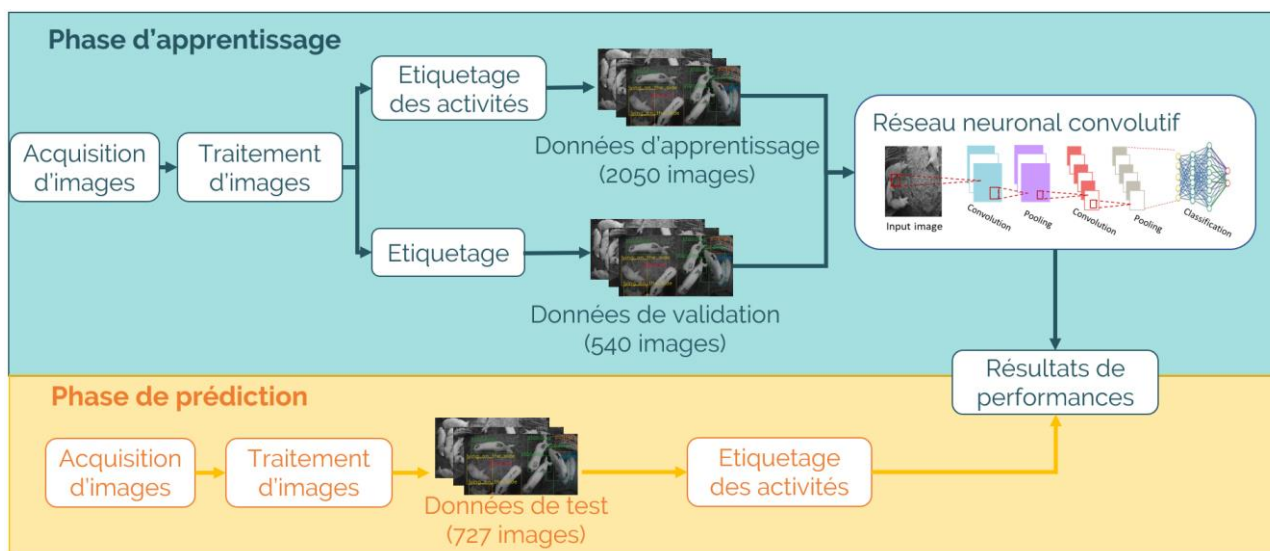 Phase d'apprentissage
Etiquetage
des activités
Acquisition
d'images
Traitement
d'images
Données d'apprentissage
(2050 images)
Etiquetage
Données de validation
(540 images)
Réseau neuronal convolutif
Input image
Convolution
Pooling
Convolution
Pooling
Classification
Résultats de
performances
Phase de prédiction
Acquisition
d'images
Traitement
d'images
Données de test
(727 images)
Etiquetage
des activités